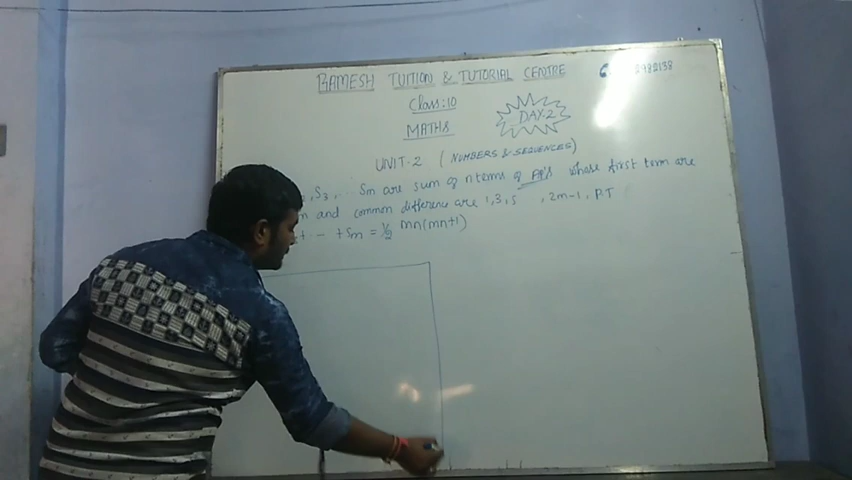 RAMESH TUITION & TUTORIAL CENTRE
Class:10
MATHS
DAY-2
UNIT-2 (NUMBERS & SEQUENCES)
, S3, ... Sm are sum of n terms of AP's whose first term are
and common difference are 1,3,5 , 2m-1, P.T
+ - + Sm = 1/2 mn(mn+1)